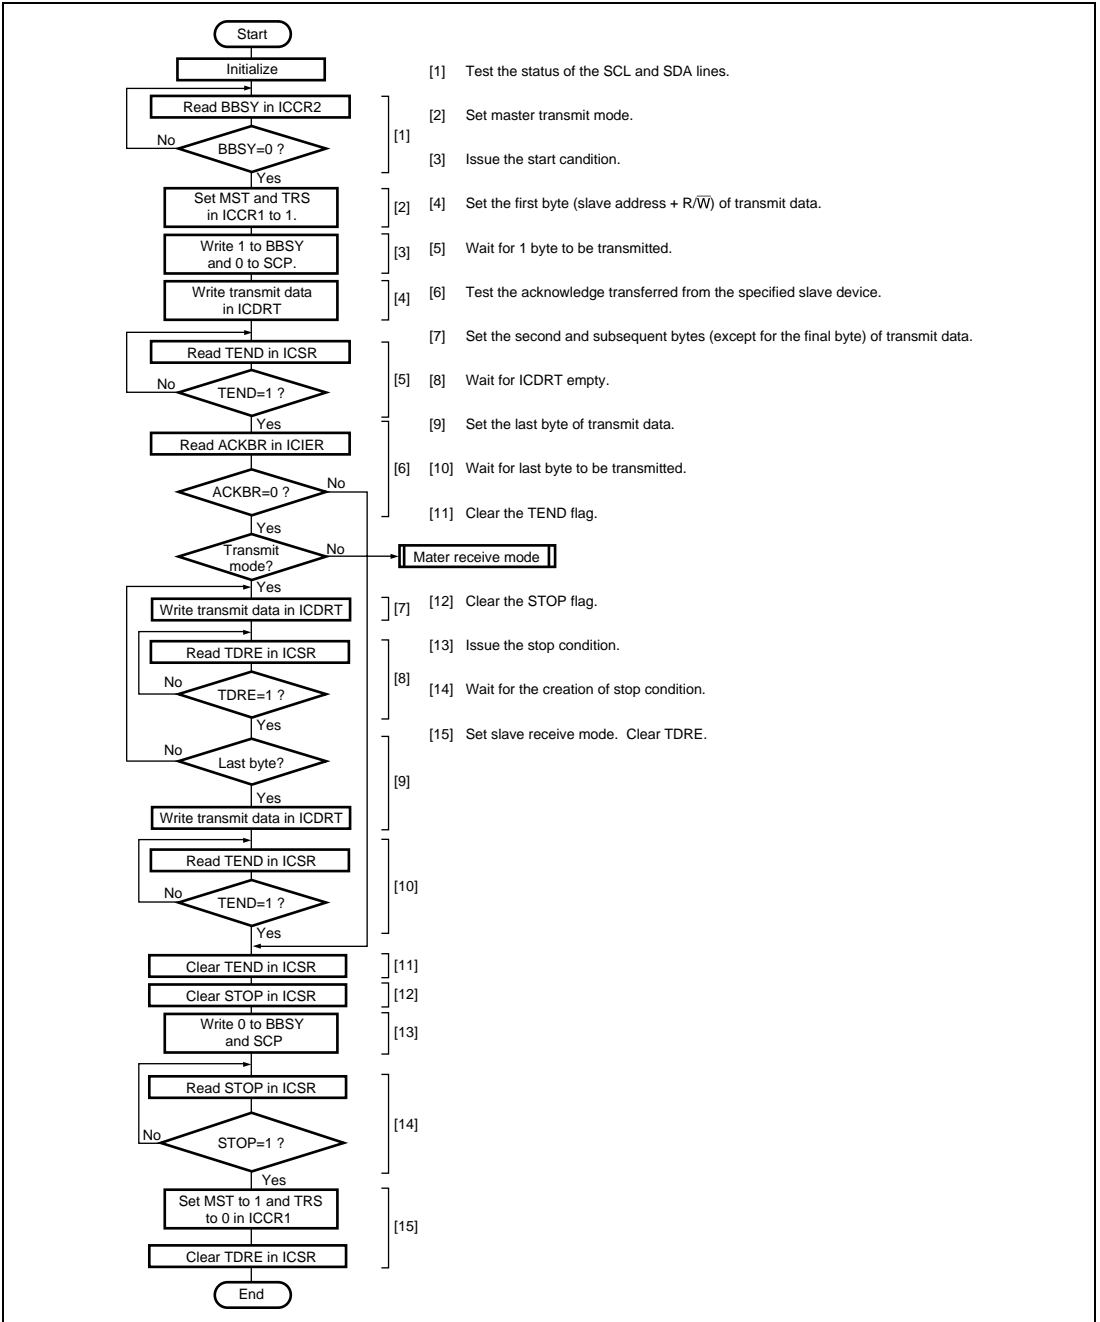 Start
Initialize
Read BBSY in ICCR2
No
BBSY=0 ?
[1]
Yes
Set MST and TRS
in ICCR1 to 1.
[2]
Write 1 to BBSY
and 0 to SCP.
[3]
Write transmit data
in ICDRT
[4]
Read TEND in ICSR
No
TEND=1 ?
[5]
Yes
Read ACKBR in ICIER
[6]
ACKBR=0 ?
No
Yes
Transmit
mode?
No
Mater receive mode
Yes
Write transmit data in ICDRT
[7]
Read TDRE in ICSR
No
TDRE=1 ?
[8]
Yes
No
Last byte?
[9]
Yes
Write transmit data in ICDRT
Read TEND in ICSR
No
TEND=1 ?
[10]
Yes
Clear TEND in ICSR
[11]
Clear STOP in ICSR
[12]
Write 0 to BBSY
and SCP
[13]
Read STOP in ICSR
No
STOP=1 ?
[14]
Yes
Set MST to 1 and TRS
to 0 in ICCR1
[15]
Clear TDRE in ICSR
End
[1] Test the status of the SCL and SDA lines.
[2] Set master transmit mode.
[3] Issue the start candition.
[4] Set the first byte (slave address + R/W̅) of transmit data.
[5] Wait for 1 byte to be transmitted.
[6] Test the acknowledge transferred from the specified slave device.
[7] Set the second and subsequent bytes (except for the final byte) of transmit data.
[8] Wait for ICDRT empty.
[9] Set the last byte of transmit data.
[10] Wait for last byte to be transmitted.
[11] Clear the TEND flag.
[12] Clear the STOP flag.
[13] Issue the stop condition.
[14] Wait for the creation of stop condition.
[15] Set slave receive mode. Clear TDRE.